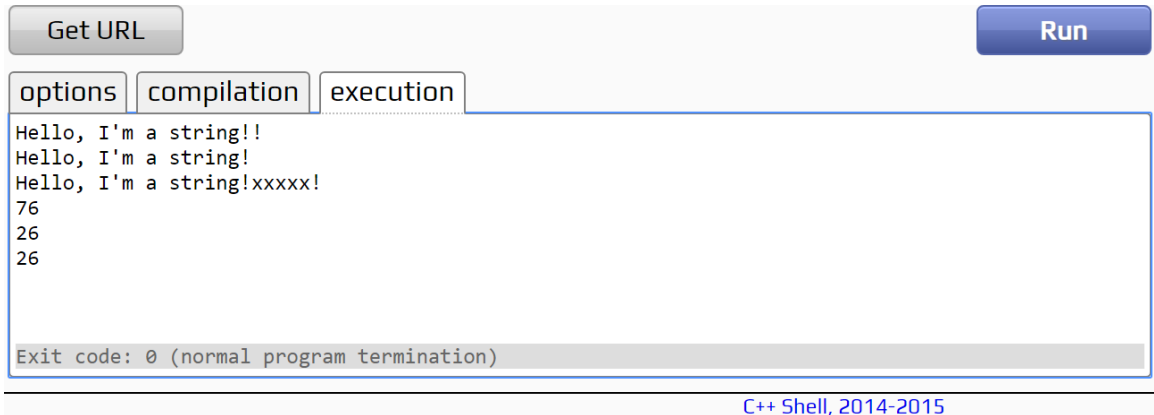 Get URL
Run
options compilation execution
Hello, I'm a string!!
Hello, I'm a string!
Hello, I'm a string!xxxxx!
76
26
26
Exit code: 0 (normal program termination)
C++ Shell, 2014-2015